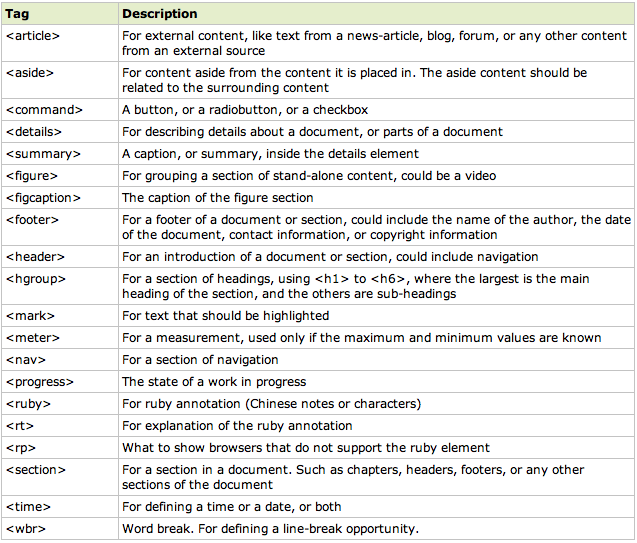 Tag Description
<article> For external content, like text from a news-article, blog, forum, or any other content
from an external source
<aside> For content aside from the content it is placed in. The aside content should be
related to the surrounding content
<command> A button, or a radiobutton, or a checkbox
<details> For describing details about a document, or parts of a document
<summary> A caption, or summary, inside the details element
<figure> For grouping a section of stand-alone content, could be a video
<figcaption> The caption of the figure section
<footer> For a footer of a document or section, could include the name of the author, the date
of the document, contact information, or copyright information
<header> For an introduction of a document or section, could include navigation
<hgroup> For a section of headings, using <h1> to <h6>, where the largest is the main
heading of the section, and the others are sub-headings
<mark> For text that should be highlighted
<meter> For a measurement, used only if the maximum and minimum values are known
<nav> For a section of navigation
<progress> The state of a work in progress
<ruby> For ruby annotation (Chinese notes or characters)
<rt> For explanation of the ruby annotation
<rp> What to show browsers that do not support the ruby element
<section> For a section in a document. Such as chapters, headers, footers, or any other
sections of the document
<time> For defining a time or a date, or both
<wbr> Word break. For defining a line-break opportunity.